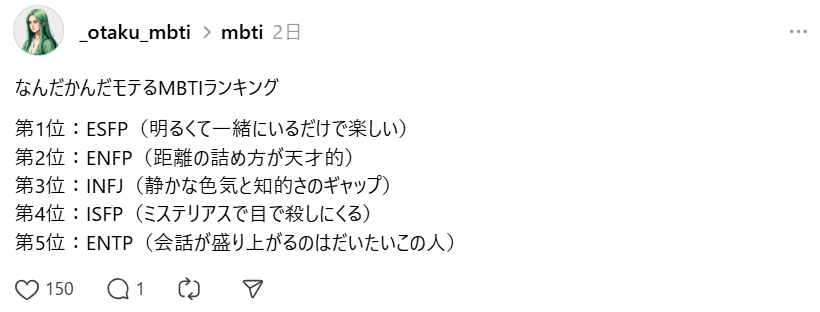 _otaku_mbti > mbti 2日
なんだかんだモテるMBTIランキング
第1位：ESFP（明るくて一緒にいるだけで楽しい）
第2位：ENFP（距離の詰め方が天才的）
第3位：INFJ（静かな色気と知的さのギャップ）
第4位：ISFP（ミステリアスで目で殺しにくる）
第5位：ENTP（会話が盛り上がるのはだいたいこの人）
150 1